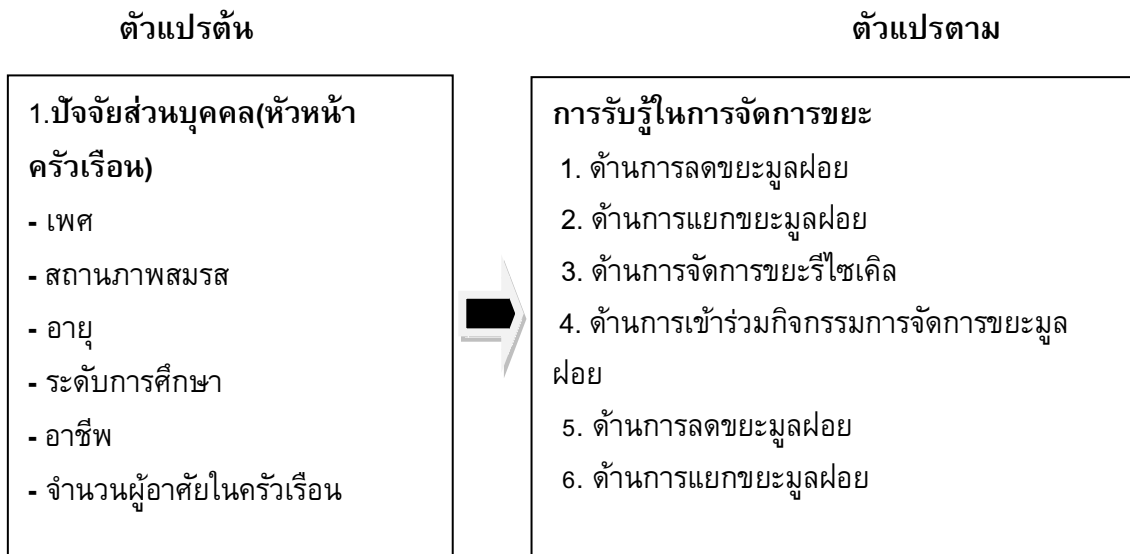 ตัวแปรต้น
ตัวแปรตาม
1.ปัจจัยส่วนบุคคล(หัวหน้า
ครัวเรือน)
- เพศ
- สถานภาพสมรส
- อายุ
- ระดับการศึกษา
- อาชีพ
- จำนวนผู้อาศัยในครัวเรือน
การรับรู้ในการจัดการขยะ
1. ด้านการลดขยะมูลฝอย
2. ด้านการแยกขยะมูลฝอย
3. ด้านการจัดการขยะรีไซเคิล
4. ด้านการเข้าร่วมกิจกรรมการจัดการขยะมูล
ฝอย
5. ด้านการลดขยะมูลฝอย
6. ด้านการแยกขยะมูลฝอย